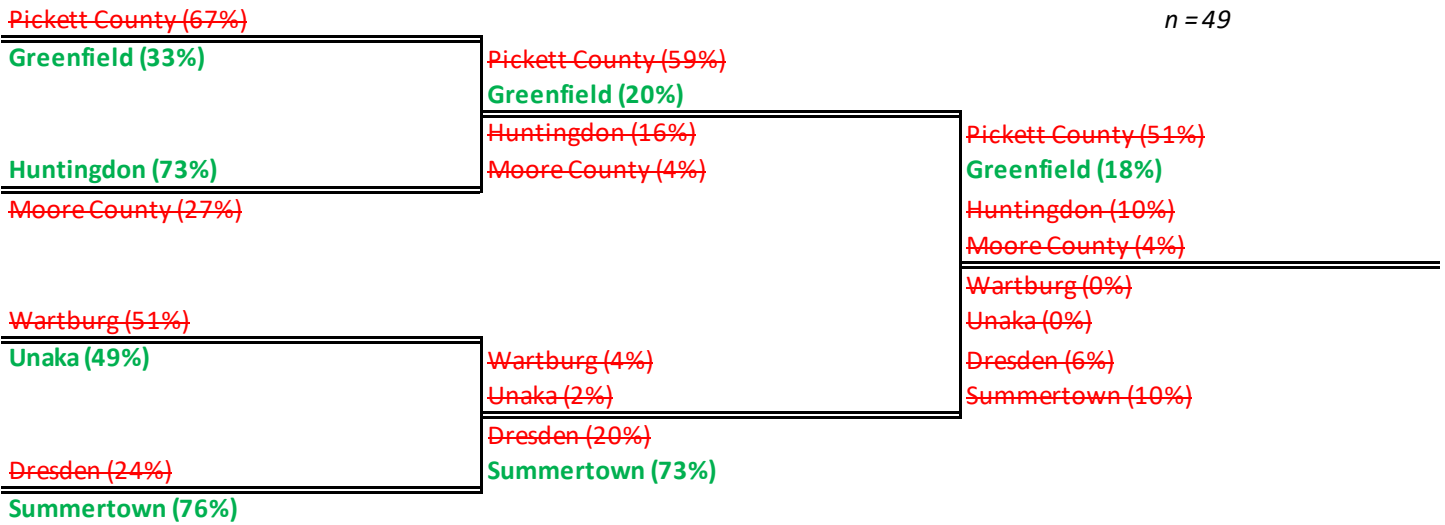 Pickett County (67%)
Greenfield (33%)
Huntingdon (73%)
Moore County (27%)
Wartburg (51%)
Unaka (49%)
Dresden (24%)
Summertown (76%)
Pickett County (59%)
Greenfield (20%)
Huntingdon (16%)
Moore County (4%)
Wartburg (4%)
Unaka (2%)
Dresden (20%)
Summertown (73%)
n = 49
Pickett County (51%)
Greenfield (18%)
Huntingdon (10%)
Moore County (4%)
Wartburg (0%)
Unaka (0%)
Dresden (6%)
Summertown (10%)